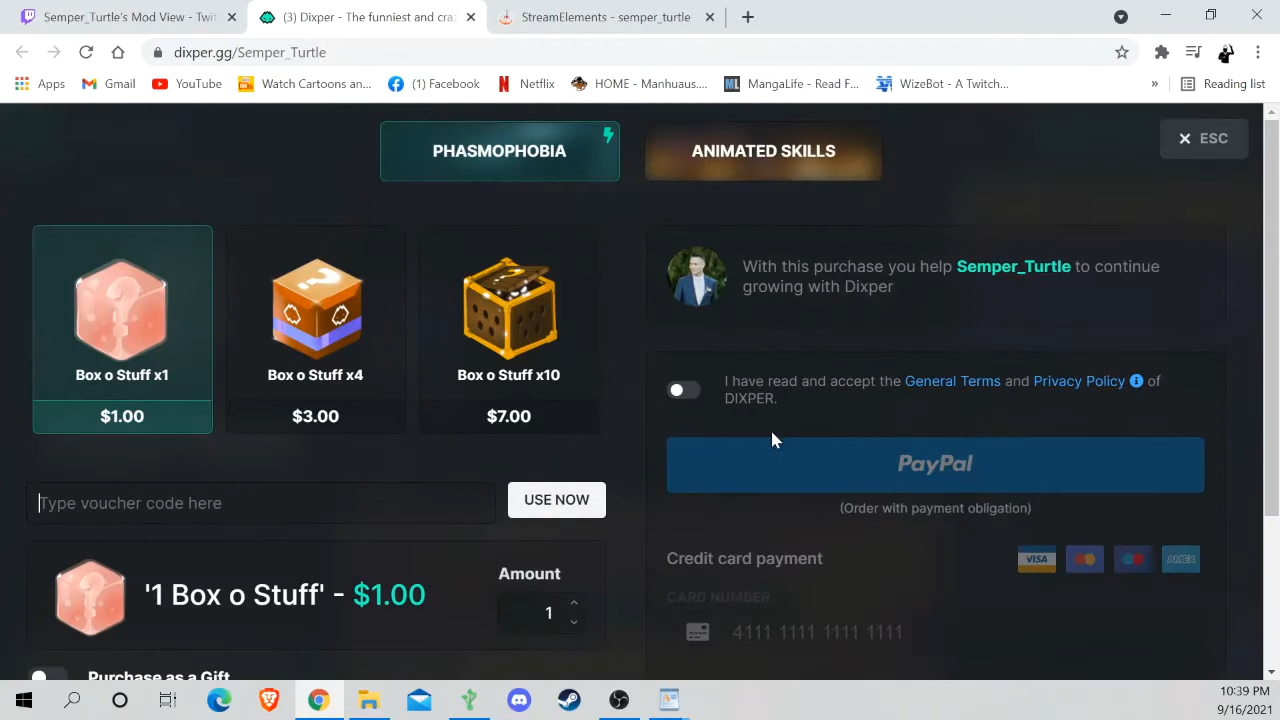 Semper_Turtle's Mod View - Twit
(3) Dixper - The funniest and cra
StreamElements - semper_turtle
dixper.gg/Semper_Turtle
Apps
Gmail
YouTube
Watch Cartoons an...
(1) Facebook
Netflix
HOME - Manhuaus....
MangaLife - Read F...
WizeBot - A Twitch...
»
Reading list
PHASMOPHOBIA
ANIMATED SKILLS
ESC
Box o Stuff x1
$1.00
Box o Stuff x4
$3.00
Box o Stuff x10
$7.00
With this purchase you help Semper_Turtle to continue
growing with Dixper
I have read and accept the General Terms and Privacy Policy of
DIXPER.
PayPal
(Order with payment obligation)
Type voucher code here
USE NOW
Credit card payment
VISA
AMEX
CARD NUMBER
4111 1111 1111 1111
'1 Box o Stuff' - $1.00
Amount
1
Purchase as a Gift
10:39 PM
9/16/2021